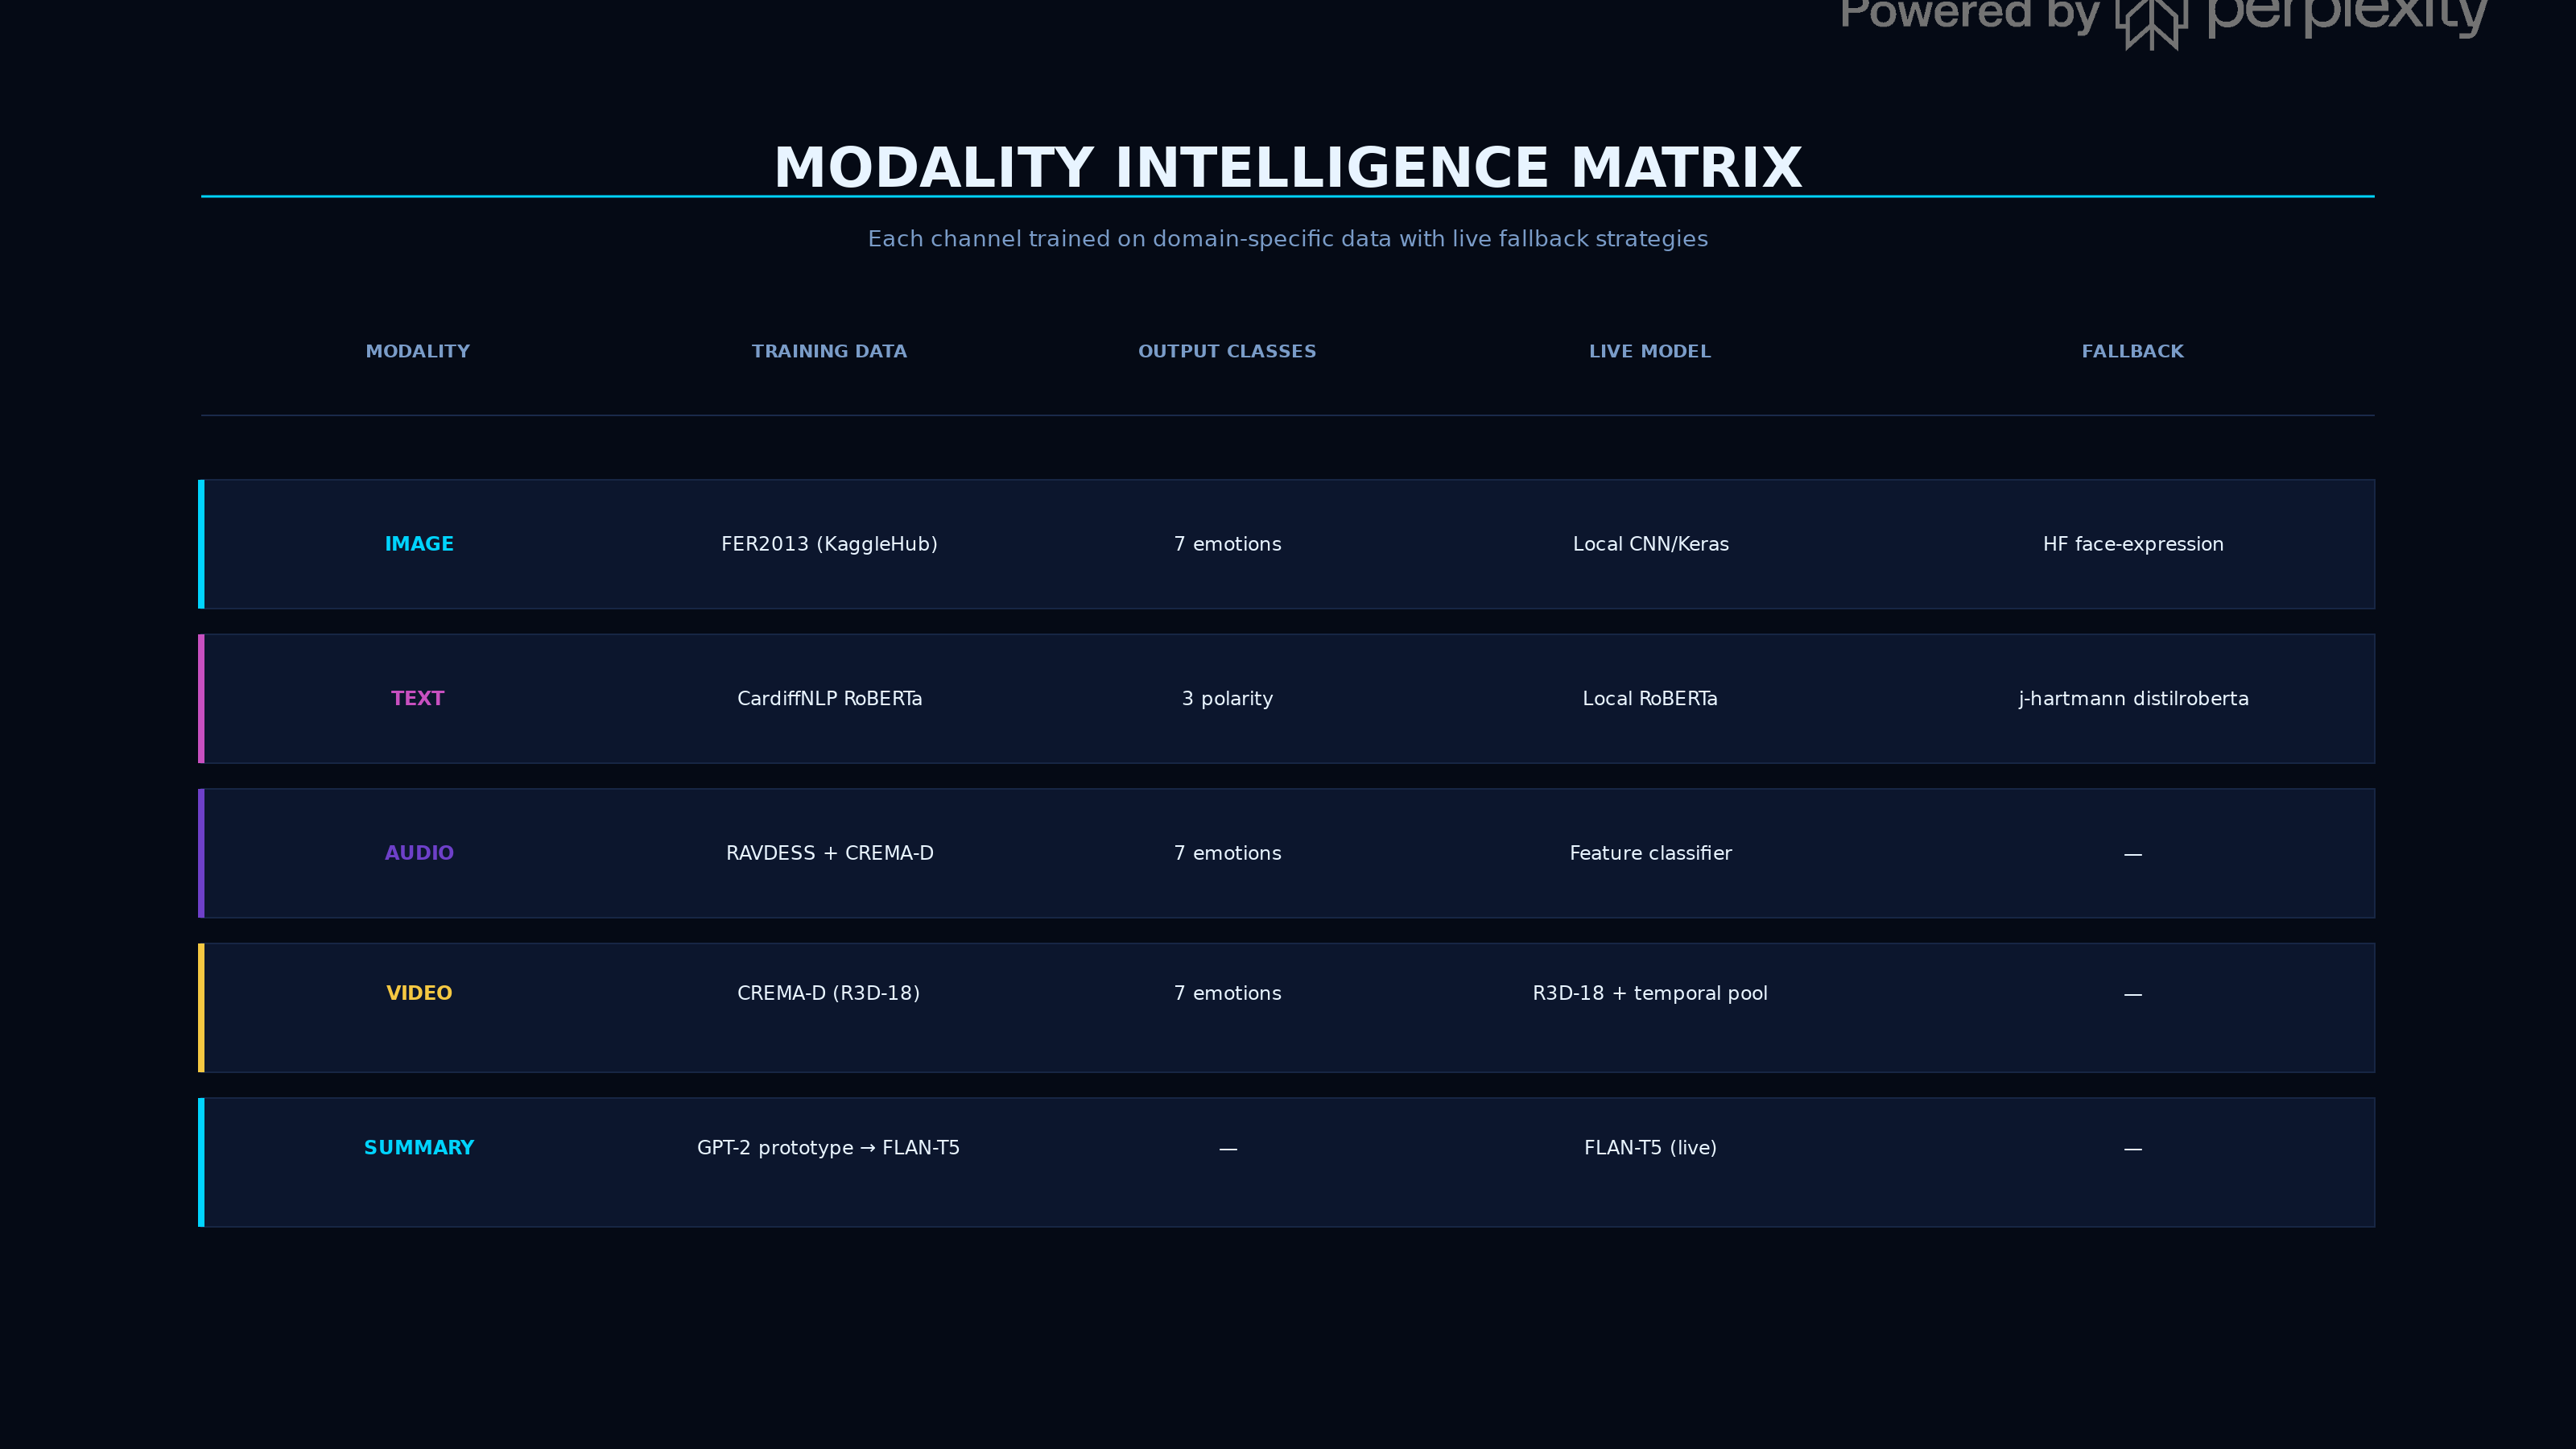 Powered by perplexity
MODALITY INTELLIGENCE MATRIX
Each channel trained on domain-specific data with live fallback strategies
MODALITY TRAINING DATA OUTPUT CLASSES LIVE MODEL FALLBACK
IMAGE FER2013 (KaggleHub) 7 emotions Local CNN/Keras HF face-expression
TEXT CardiffNLP RoBERTa 3 polarity Local RoBERTa j-hartmann distilroberta
AUDIO RAVDESS + CREMA-D 7 emotions Feature classifier —
VIDEO CREMA-D (R3D-18) 7 emotions R3D-18 + temporal pool —
SUMMARY GPT-2 prototype → FLAN-T5 — FLAN-T5 (live) —